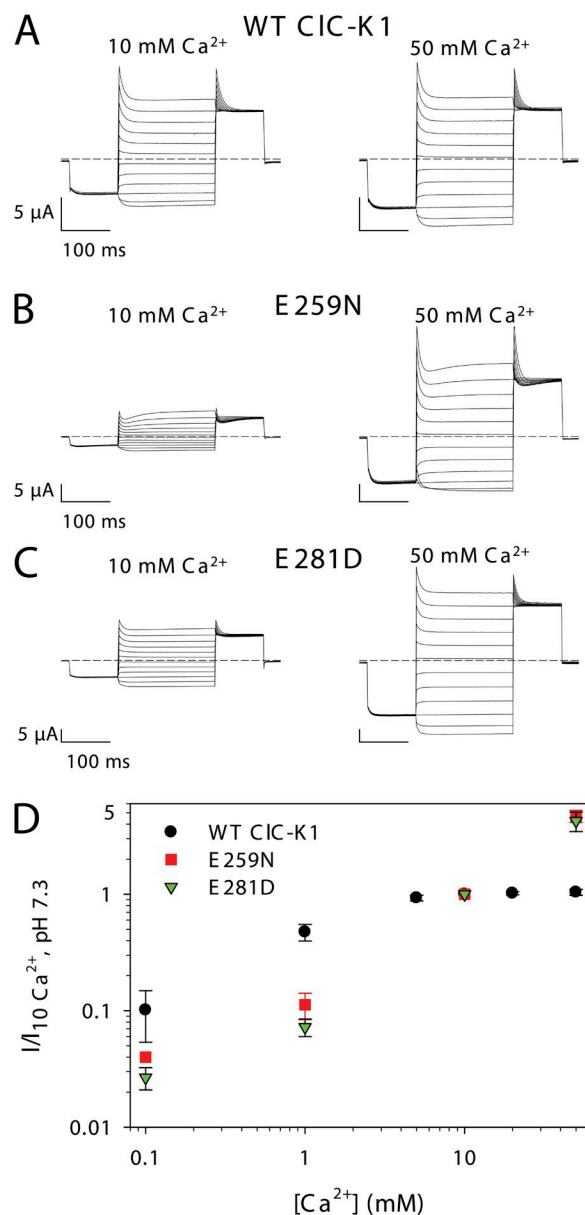 A WT ClC-K1
10 mM Ca²⁺ 50 mM Ca²⁺
5 µA
100 ms
B 10 mM Ca²⁺ E259N 50 mM Ca²⁺
5 µA
100 ms
C 10 mM Ca²⁺ E281D 50 mM Ca²⁺
5 µA
100 ms
D
5
WT ClC-K1
E259N
E281D
1
0.1
0.01
I/I10 Ca²⁺, pH 7.3
0.1 1 10
[Ca²⁺] (mM)